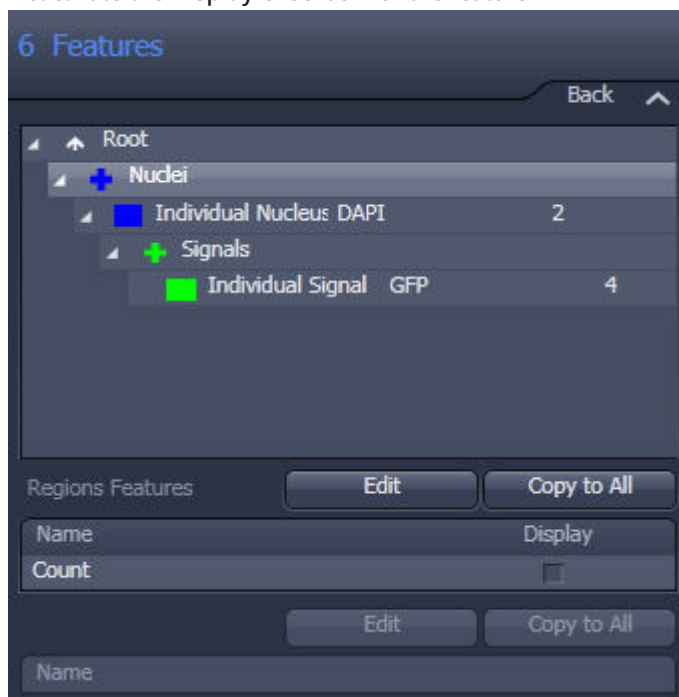 6 Features
Back
Root
Nuclei
Individual Nucleus DAPI 2
Signals
Individual Signal GFP 4
Regions Features Edit Copy to All
Name Display
Count
Edit Copy to All
Name